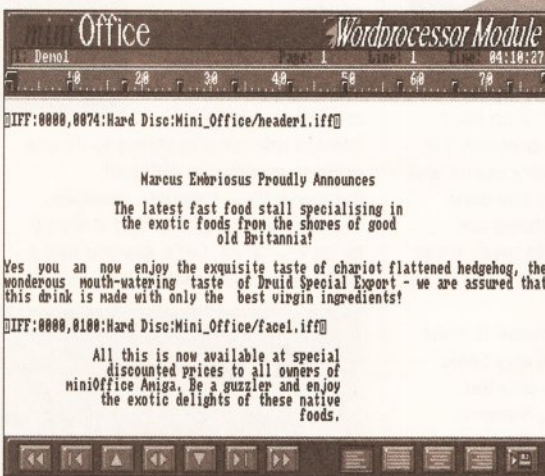 mini Office Wordprocessor Module
1: Demo1 Page: 1 Line: 1 Time: 04:10:27
10 20 30 40 50 60 70
IFF:0000,0074:Hard Disc:Mini_Office/header1.iff
Marcus Embriosus Proudly Announces
The latest fast food stall specialising in
the exotic foods from the shores of good
old Britannia!
Yes you an now enjoy the exquisite taste of chariot flattened hedgehog, the
wonderous mouth-watering taste of Druid Special Export - we are assured that
this drink is made with only the best virgin ingredients!
IFF:0000,0100:Hard Disc:Mini_Office/face1.iff
All this is now available at special
discounted prices to all owners of
miniOffice Amiga. Be a guzzler and enjoy
the exotic delights of these native
foods.